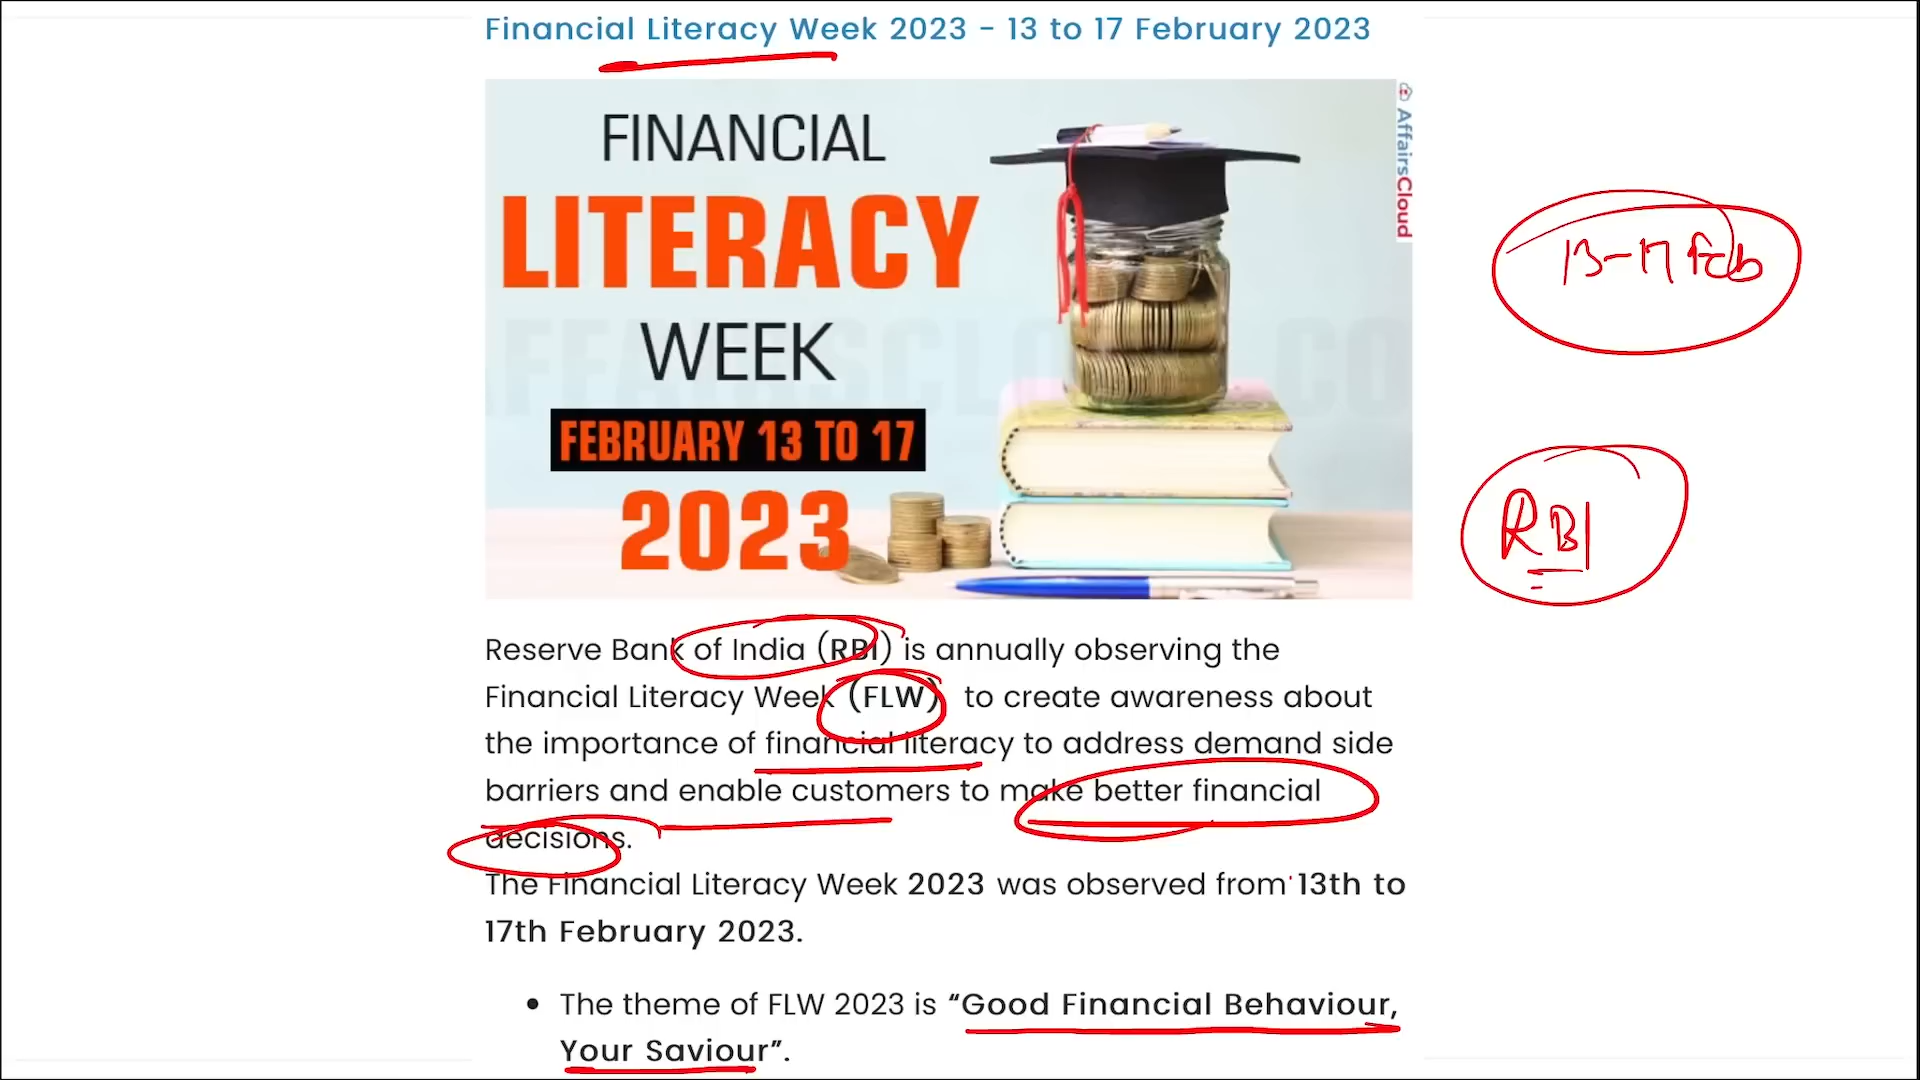 Financial Literacy Week 2023 - 13 to 17 February 2023
FINANCIAL
LITERACY
WEEK
FEBRUARY 13 TO 17
2023
AffairsCloud
13-17 Feb
RBI
Reserve Bank of India (RBI) is annually observing the
Financial Literacy Week (FLW) to create awareness about
the importance of financial literacy to address demand side
barriers and enable customers to make better financial
decisions.
The Financial Literacy Week 2023 was observed from 13th to
17th February 2023.
• The theme of FLW 2023 is “Good Financial Behaviour,
Your Saviour”.